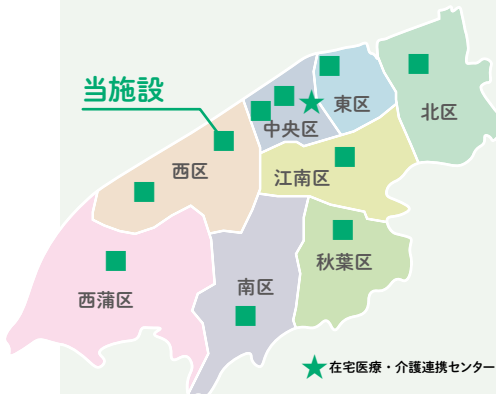 当施設
東区
北区
中央区
西区
江南区
西蒲区
南区
秋葉区
★在宅医療・介護連携センター